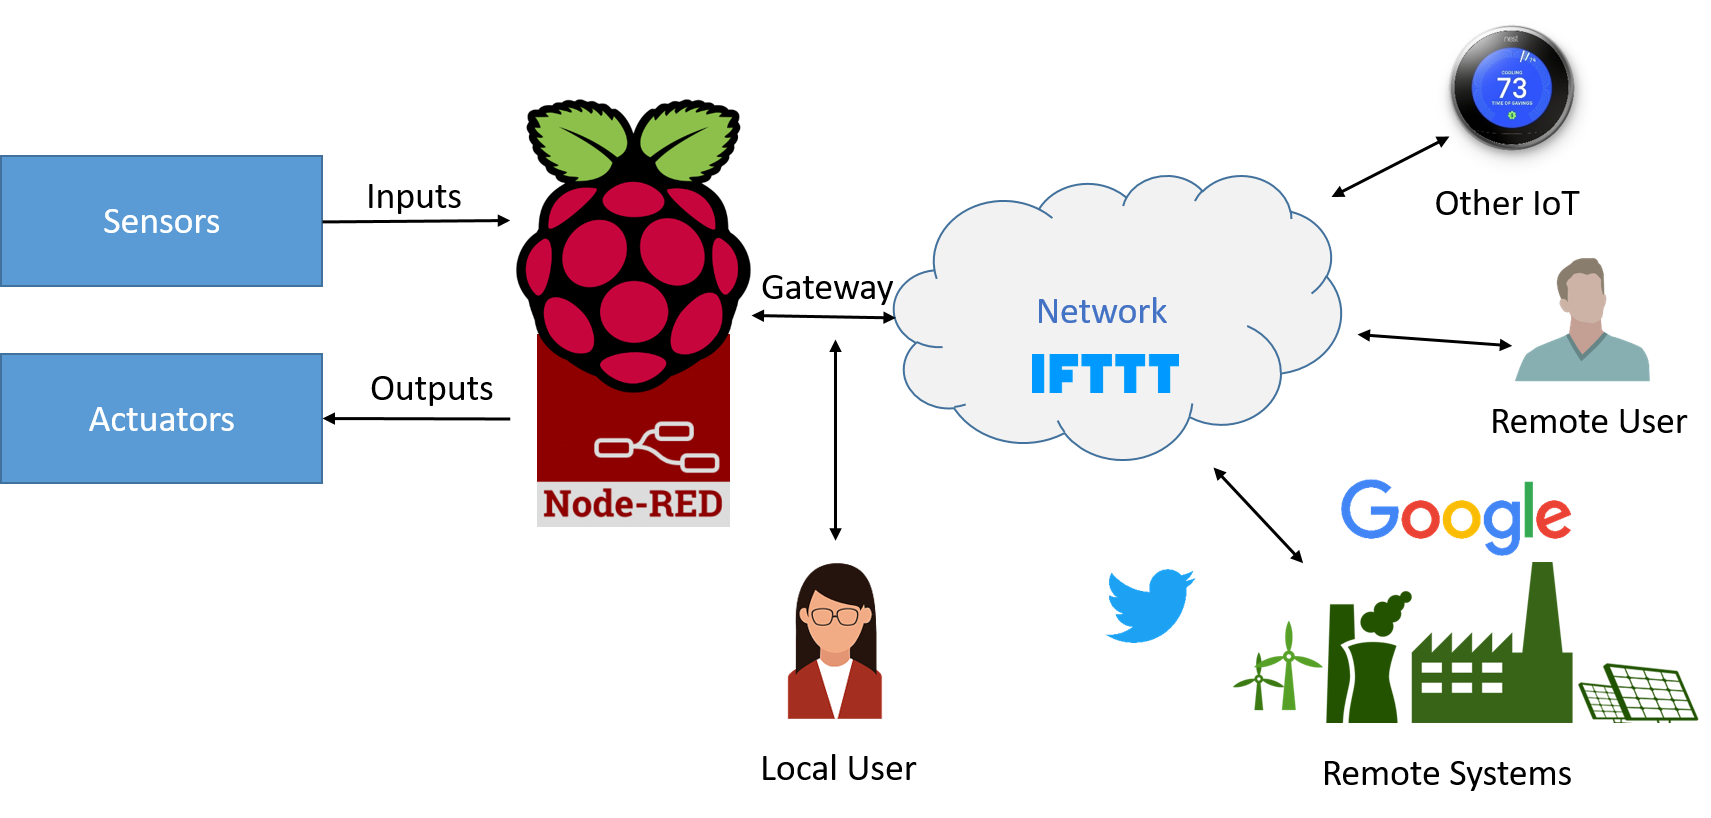 Sensors
Inputs
Actuators
Outputs
Node-RED
Gateway
Network
IFTTT
Local User
nest
COOLING
73
TIME OF SAVINGS
Other IoT
Remote User
Google
Remote Systems